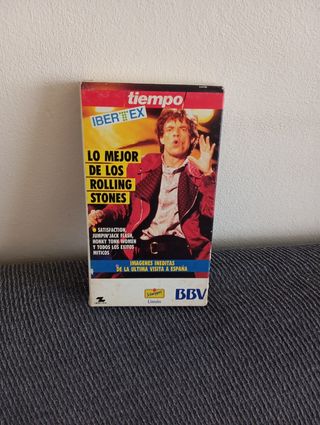 tiempo
IBERTEX
LO MEJOR
DE LOS
ROLLING
STONES
SATISFACTION,
JUMPIN'JACK FLASH,
HONKY TONK WOMEN
Y TODOS LOS EXITOS
MITICOS
IMAGENES INEDITAS
DE LA ULTIMA VISITA A ESPAÑA
BBV